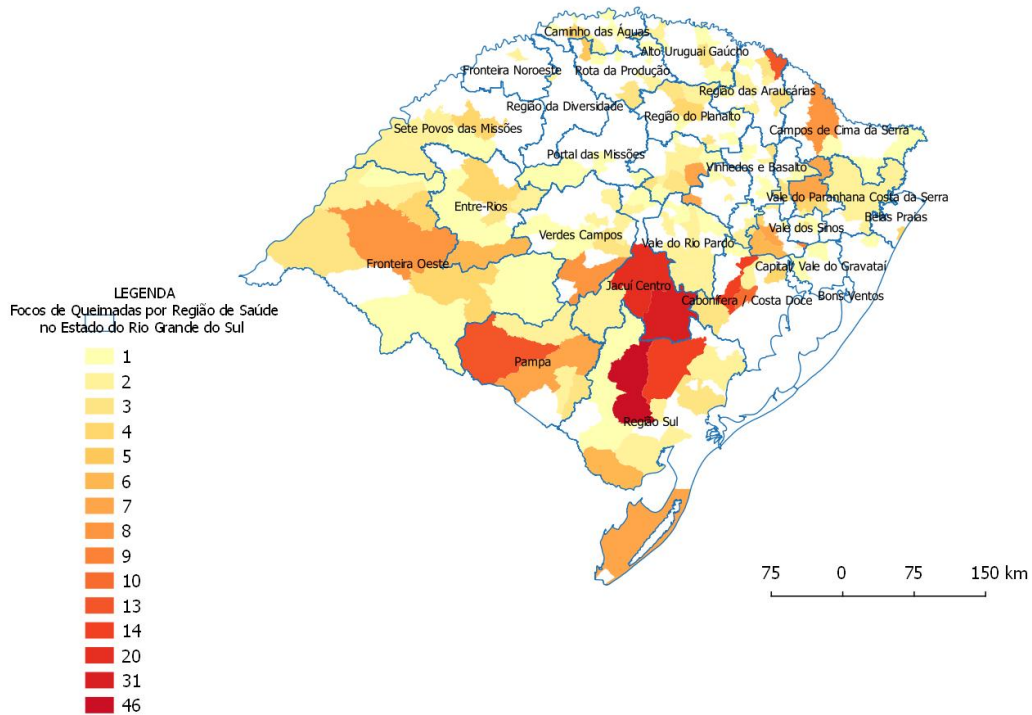 Caminho das Águas
Alto Uruguai Gaúcho
Fronteira Noroeste
Rota da Produção
Região das Araucárias
Região da Diversidade
Região do Planalto
Sete Povos das Missões
Campos de Cima da Serra
Portal das Missões
Vinhedos e Basalto
Entre-Rios
Vale do Paranhana Costa da Serra
Belas Praias
Verdes Campos
Vale do Rio Pardo
Vale dos Sinos
Fronteira Oeste
Capital/ Vale do Gravataí
Jacuí Centro
Carbonífera / Costa Doce
Bons Ventos
Pampa
Região Sul
LEGENDA
Focos de Queimadas por Região de Saúde
no Estado do Rio Grande do Sul
1
2
3
4
5
6
7
8
9
10
13
14
20
31
46
75 0 75 150 km